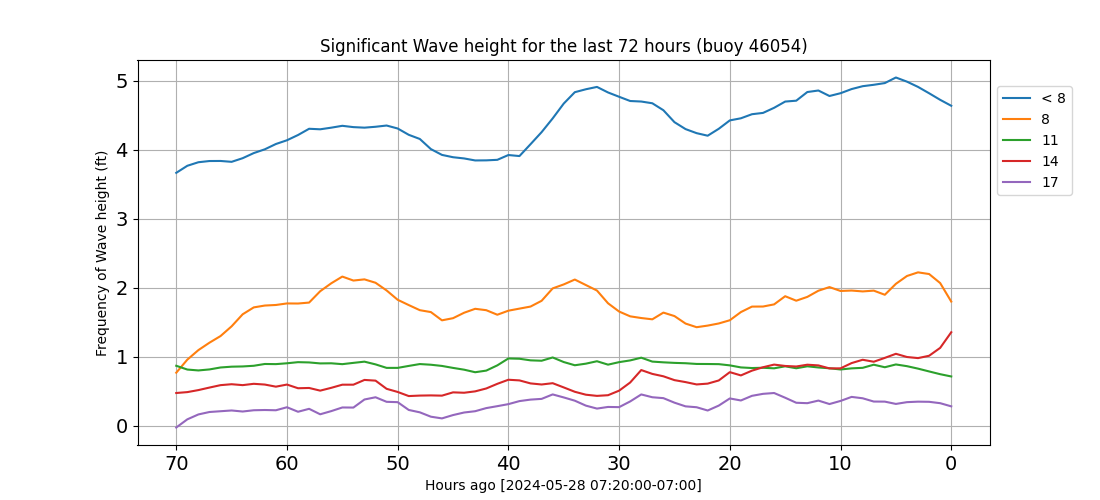 Significant Wave height for the last 72 hours (buoy 46054)
Frequency of Wave height (ft)
5
4
3
2
1
0
70 60 50 40 30 20 10 0
Hours ago [2024-05-28 07:20:00-07:00]
< 8
8
11
14
17